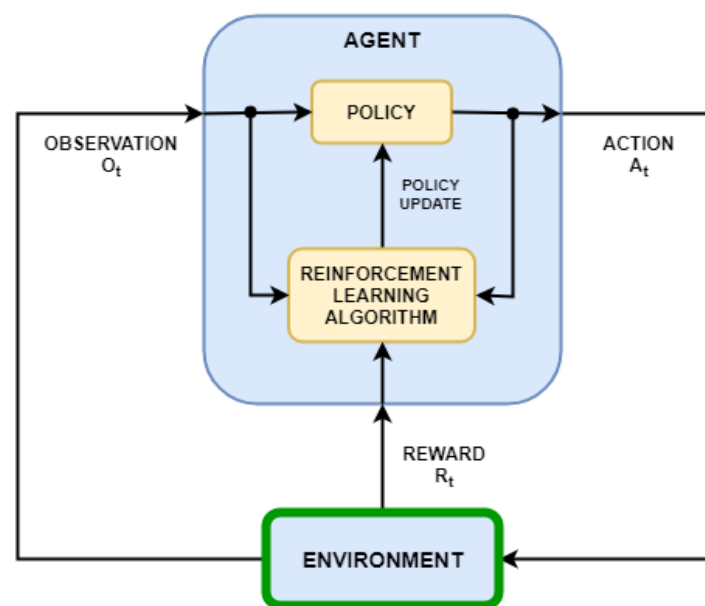 AGENT
POLICY
OBSERVATION
Oₜ
ACTION
Aₜ
POLICY
UPDATE
REINFORCEMENT
LEARNING
ALGORITHM
REWARD
Rₜ
ENVIRONMENT